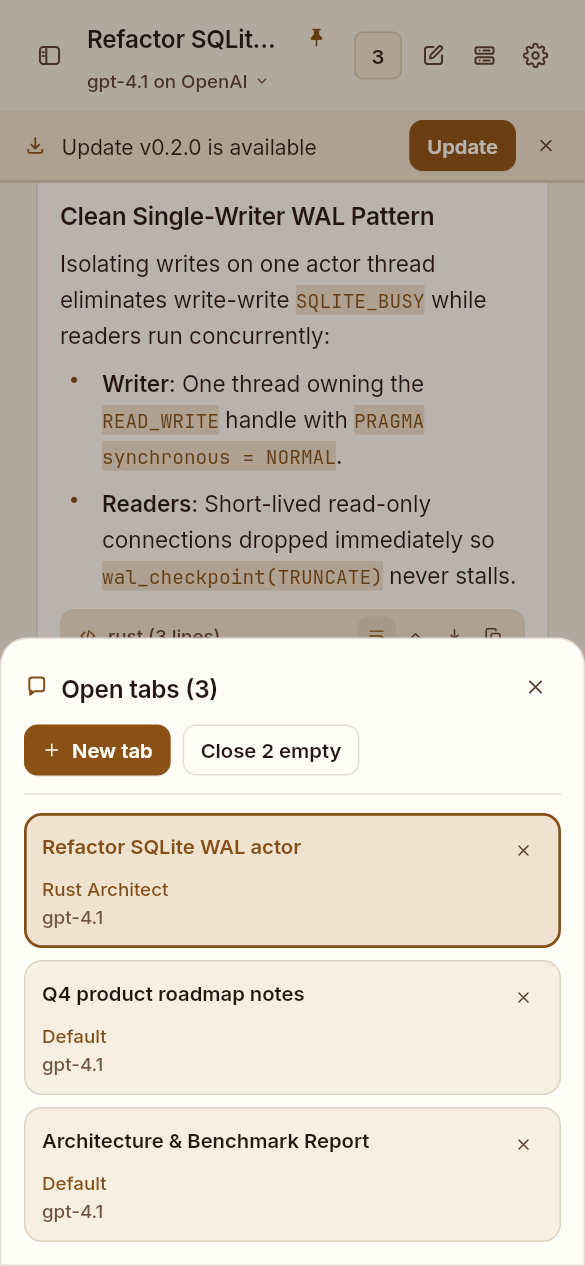 Refactor SQLit...
gpt-4.1 on OpenAI
3
Update v0.2.0 is available
Update
Clean Single-Writer WAL Pattern
Isolating writes on one actor thread
eliminates write-write SQLITE_BUSY while
readers run concurrently:
• Writer: One thread owning the
READ_WRITE handle with PRAGMA
synchronous = NORMAL.
• Readers: Short-lived read-only
connections dropped immediately so
wal_checkpoint(TRUNCATE) never stalls.
rust (3 lines)
Open tabs (3)
+ New tab
Close 2 empty
Refactor SQLite WAL actor
Rust Architect
gpt-4.1
Q4 product roadmap notes
Default
gpt-4.1
Architecture & Benchmark Report
Default
gpt-4.1